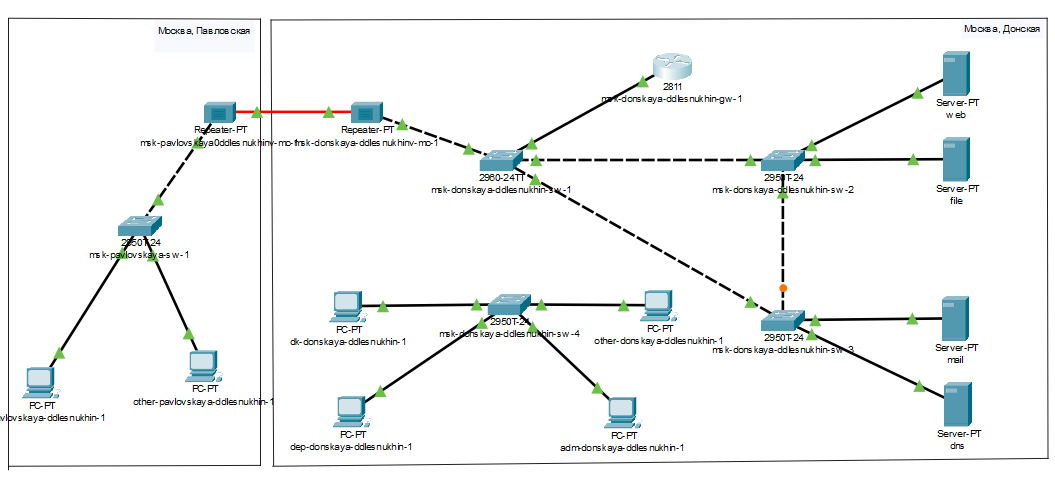 Москва, Павловская
Москва, Донская
2811
msk-donskaya-ddlesnukhin-gw-1
Server-PT
web
Repeater-PT
msk-pavlovskaya0ddlesnukhinv-mc-1
Repeater-PT
msk-donskaya-ddlesnukhinv-mc-1
2960-24TT
msk-donskaya-ddlesnukhin-sw-1
2950T-24
msk-donskaya-ddlesnukhin-sw-2
Server-PT
file
2950T-24
msk-pavlovskaya-sw-1
PC-PT
dk-donskaya-ddlesnukhin-1
2950T-24
msk-donskaya-ddlesnukhin-sw-4
PC-PT
other-donskaya-ddlesnukhin-1
2950T-24
msk-donskaya-ddlesnukhin-sw-3
Server-PT
mail
PC-PT
other-pavlovskaya-ddlesnukhin-1
PC-PT
vlovskaya-ddlesnukhin-1
PC-PT
dep-donskaya-ddlesnukhin-1
PC-PT
adm-donskaya-ddlesnukhin-1
Server-PT
dns